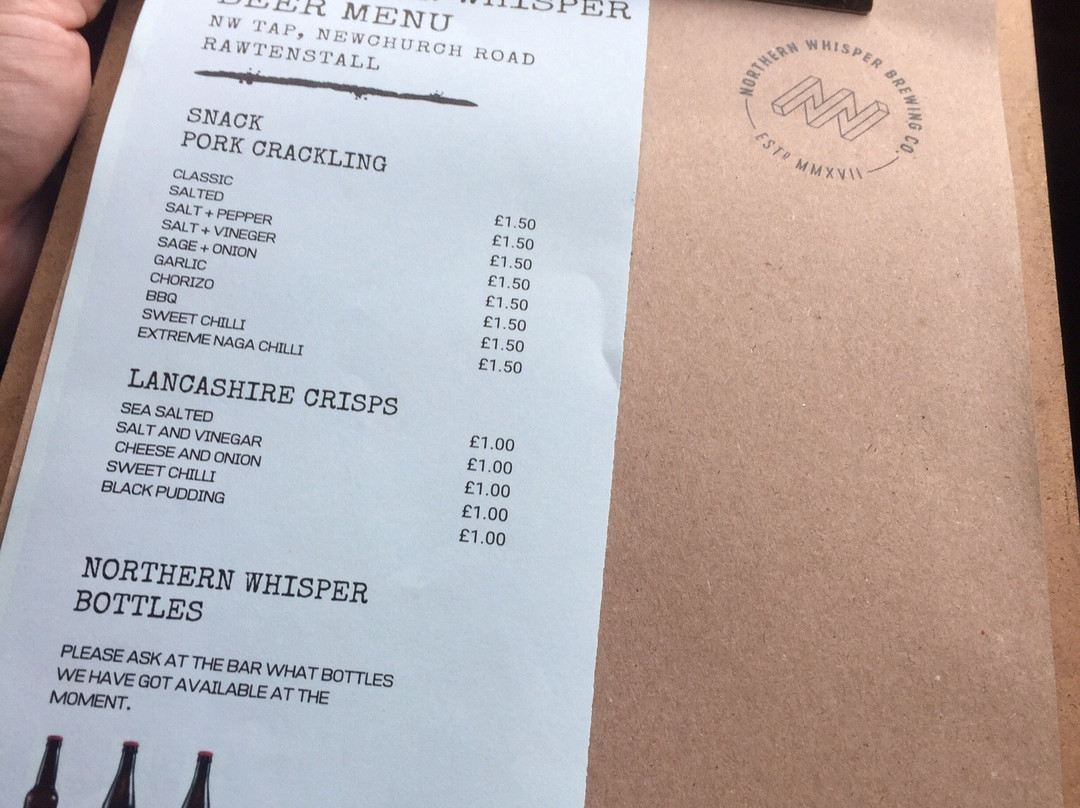 WHISPER
BEER MENU
NW TAP, NEWCHURCH ROAD
RAWTENSTALL
SNACK
PORK CRACKLING
CLASSIC
SALTED £1.50
SALT + PEPPER £1.50
SALT + VINEGER £1.50
SAGE + ONION £1.50
GARLIC £1.50
CHORIZO £1.50
BBQ £1.50
SWEET CHILLI £1.50
EXTREME NAGA CHILLI
LANCASHIRE CRISPS
SEA SALTED £1.00
SALT AND VINEGAR £1.00
CHEESE AND ONION £1.00
SWEET CHILLI £1.00
BLACK PUDDING £1.00
NORTHERN WHISPER
BOTTLES
PLEASE ASK AT THE BAR WHAT BOTTLES
WE HAVE GOT AVAILABLE AT THE
MOMENT.
NORTHERN WHISPER BREWING CO.
NW
ESTD MMXVII